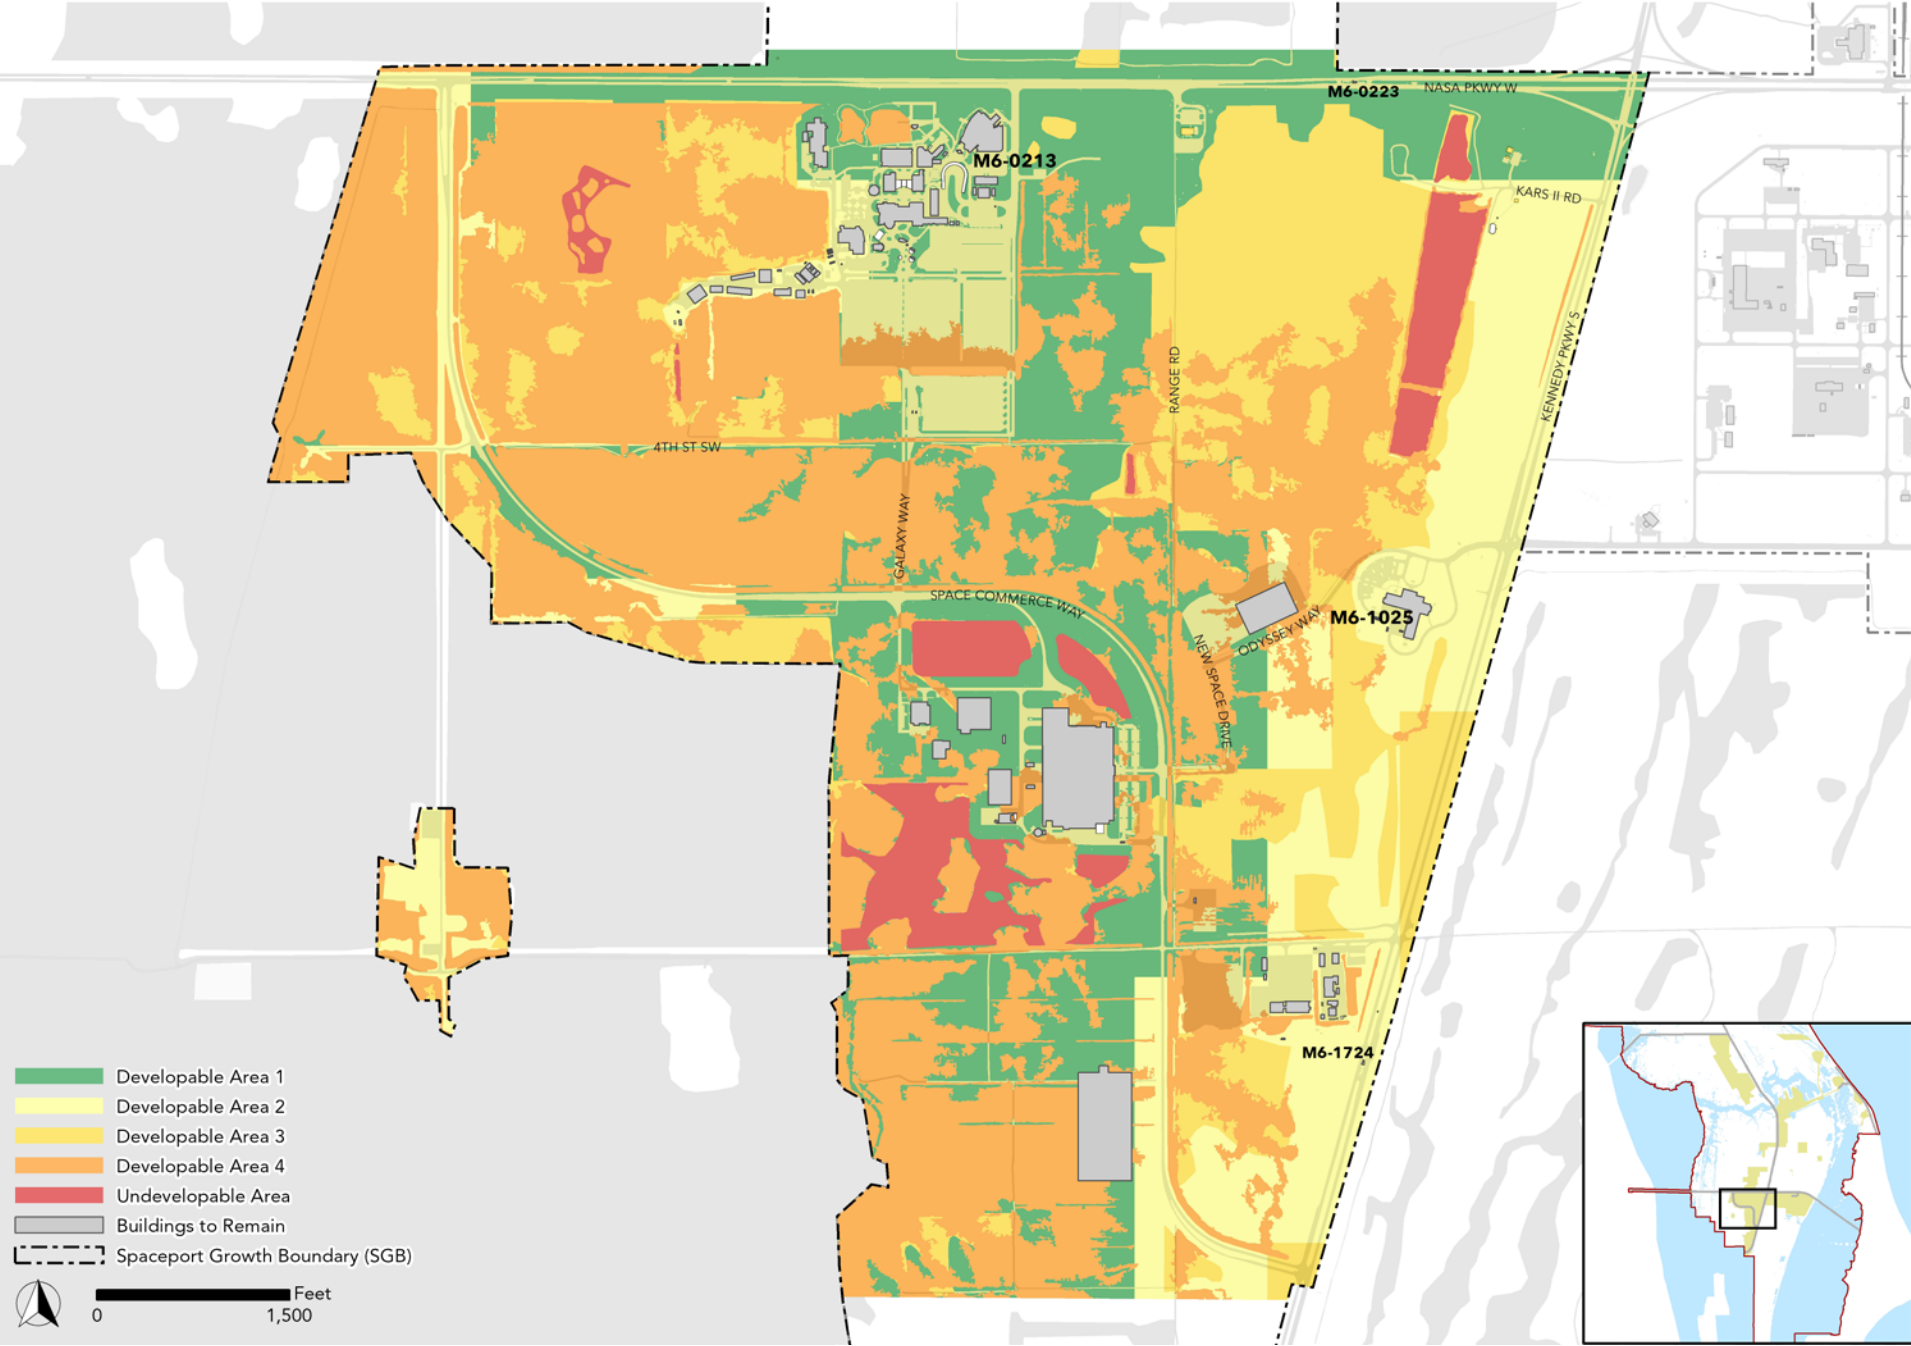 M6-0223
NASA PKWY W
M6-0213
KARS II RD
KENNEDY PKWY S
RANGE RD
4TH ST SW
GALAXY WAY
SPACE COMMERCE WAY
M6-1025
ODYSSEY WAY
NEW SPACE DRIVE
M6-1724
Developable Area 1
Developable Area 2
Developable Area 3
Developable Area 4
Undevelopable Area
Buildings to Remain
Spaceport Growth Boundary (SGB)
Feet
0 1,500